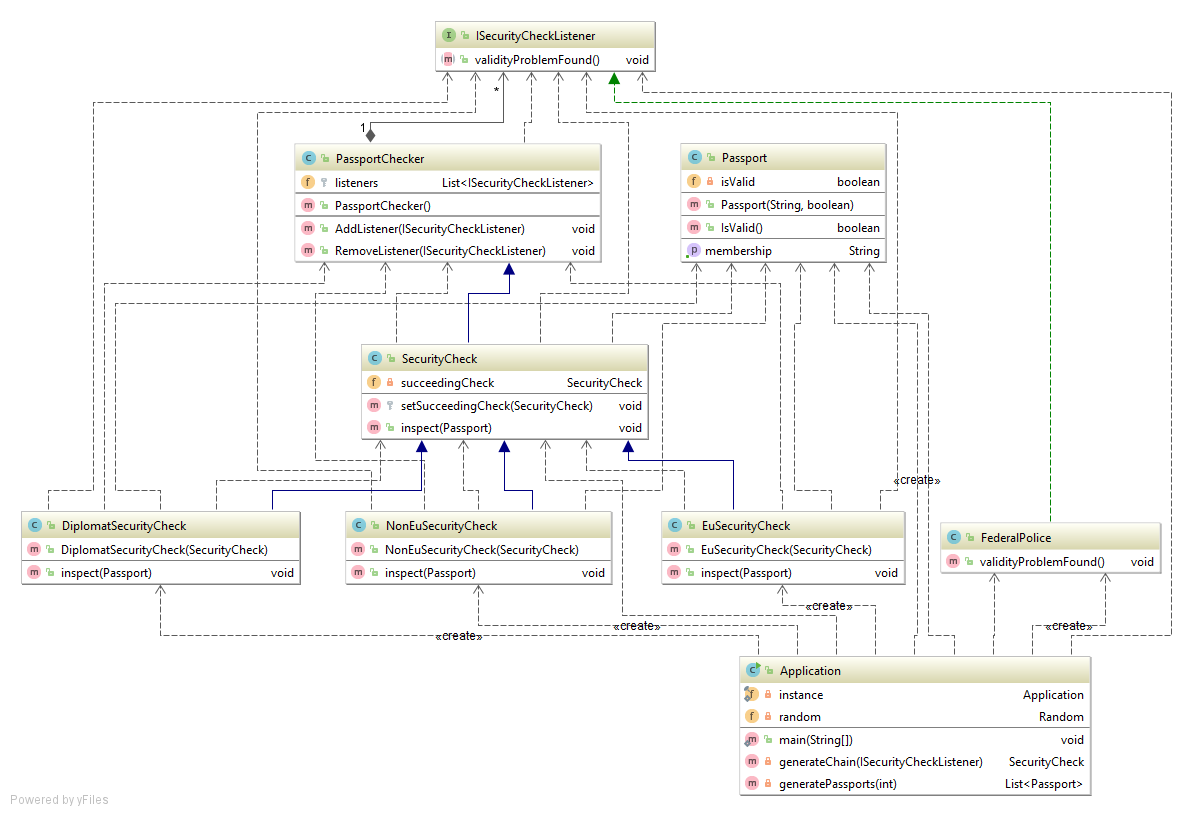 ISecurityCheckListener
validityProblemFound() void
*
1
PassportChecker
listeners List<ISecurityCheckListener>
PassportChecker()
AddListener(ISecurityCheckListener) void
RemoveListener(ISecurityCheckListener) void
Passport
isValid boolean
Passport(String, boolean)
IsValid() boolean
membership String
SecurityCheck
succeedingCheck SecurityCheck
setSucceedingCheck(SecurityCheck) void
inspect(Passport) void
«create»
DiplomatSecurityCheck
DiplomatSecurityCheck(SecurityCheck)
inspect(Passport) void
NonEuSecurityCheck
NonEuSecurityCheck(SecurityCheck)
inspect(Passport) void
EuSecurityCheck
EuSecurityCheck(SecurityCheck)
inspect(Passport) void
FederalPolice
validityProblemFound() void
«create»
«create»
«create»
«create»
Application
instance Application
random Random
main(String[]) void
generateChain(ISecurityCheckListener) SecurityCheck
generatePassports(int) List<Passport>
Powered by yFiles